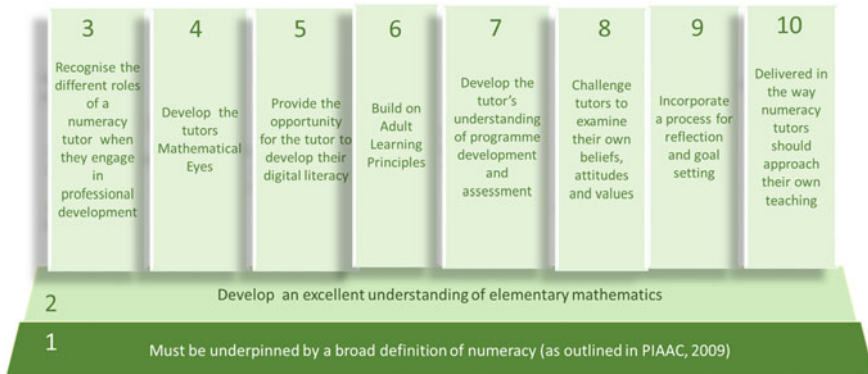 3
Recognise the
different roles
of a
numeracy
tutor when
they engage
in
professional
development
4
Develop the
tutors
Mathematical
Eyes
5
Provide the
opportunity
for the tutor to
develop their
digital literacy
6
Build on
Adult
Learning
Principles
7
Develop the
tutor's
understanding
of programme
development
and
assessment
8
Challenge
tutors to
examine
their own
beliefs,
attitudes
and values
9
Incorporate
a process for
reflection
and goal
setting
10
Delivered in
the way
numeracy
tutors
should
approach
their own
teaching
2
Develop an excellent understanding of elementary mathematics
1
Must be underpinned by a broad definition of numeracy (as outlined in PIAAC, 2009)